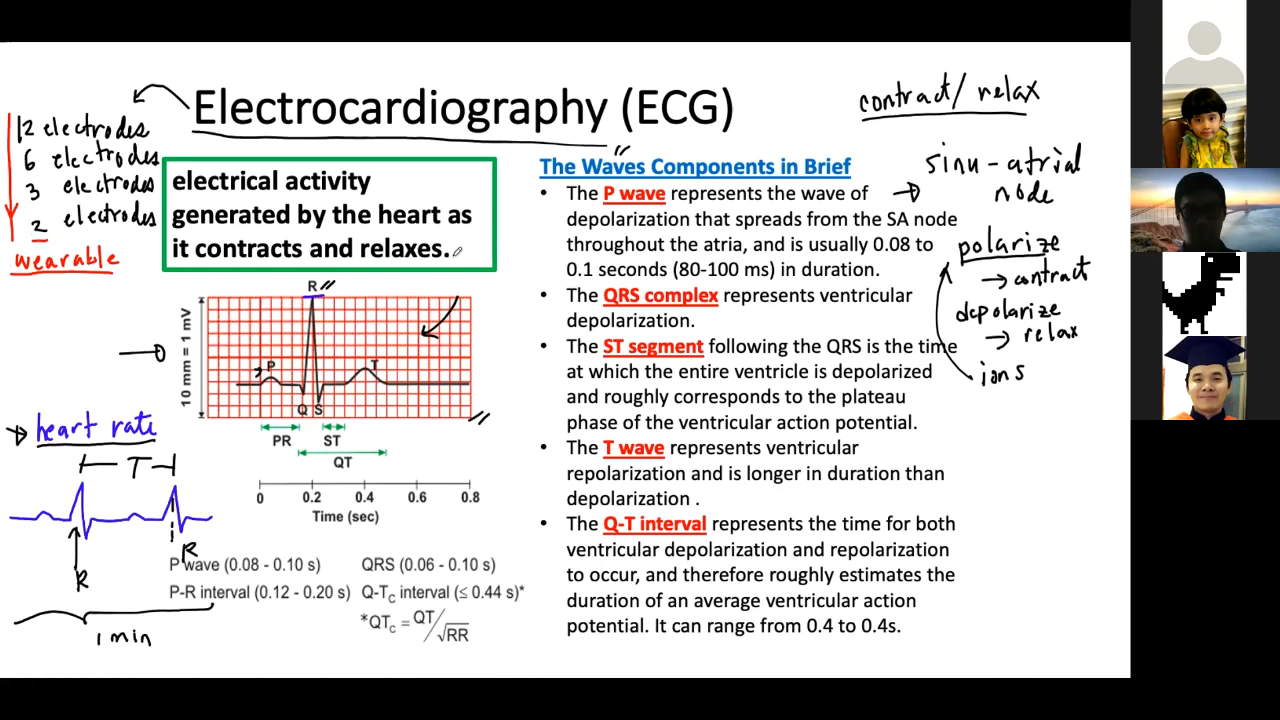 Electrocardiography (ECG)
contract / relax
12 electrodes
6 electrodes
3 electrodes
2 electrodes
wearable
electrical activity
generated by the heart as
it contracts and relaxes.
R
P
T
Q S
10 mm = 1 mV
PR
ST
QT
0 0.2 0.4 0.6 0.8
Time (sec)
heart rate
T
R
R
1 min
P wave (0.08 - 0.10 s)
QRS (0.06 - 0.10 s)
P-R interval (0.12 - 0.20 s)
Q-Tc interval (≤ 0.44 s)*
*QTc = QT/√RR
The Waves Components in Brief
• The P wave represents the wave of
depolarization that spreads from the SA node
throughout the atria, and is usually 0.08 to
0.1 seconds (80-100 ms) in duration.
• The QRS complex represents ventricular
depolarization.
• The ST segment following the QRS is the time
at which the entire ventricle is depolarized
and roughly corresponds to the plateau
phase of the ventricular action potential.
• The T wave represents ventricular
repolarization and is longer in duration than
depolarization .
• The Q-T interval represents the time for both
ventricular depolarization and repolarization
to occur, and therefore roughly estimates the
duration of an average ventricular action
potential. It can range from 0.4 to 0.4s.
sinu-atrial
node
polarize
→ contract
depolarize
→ relax
ions